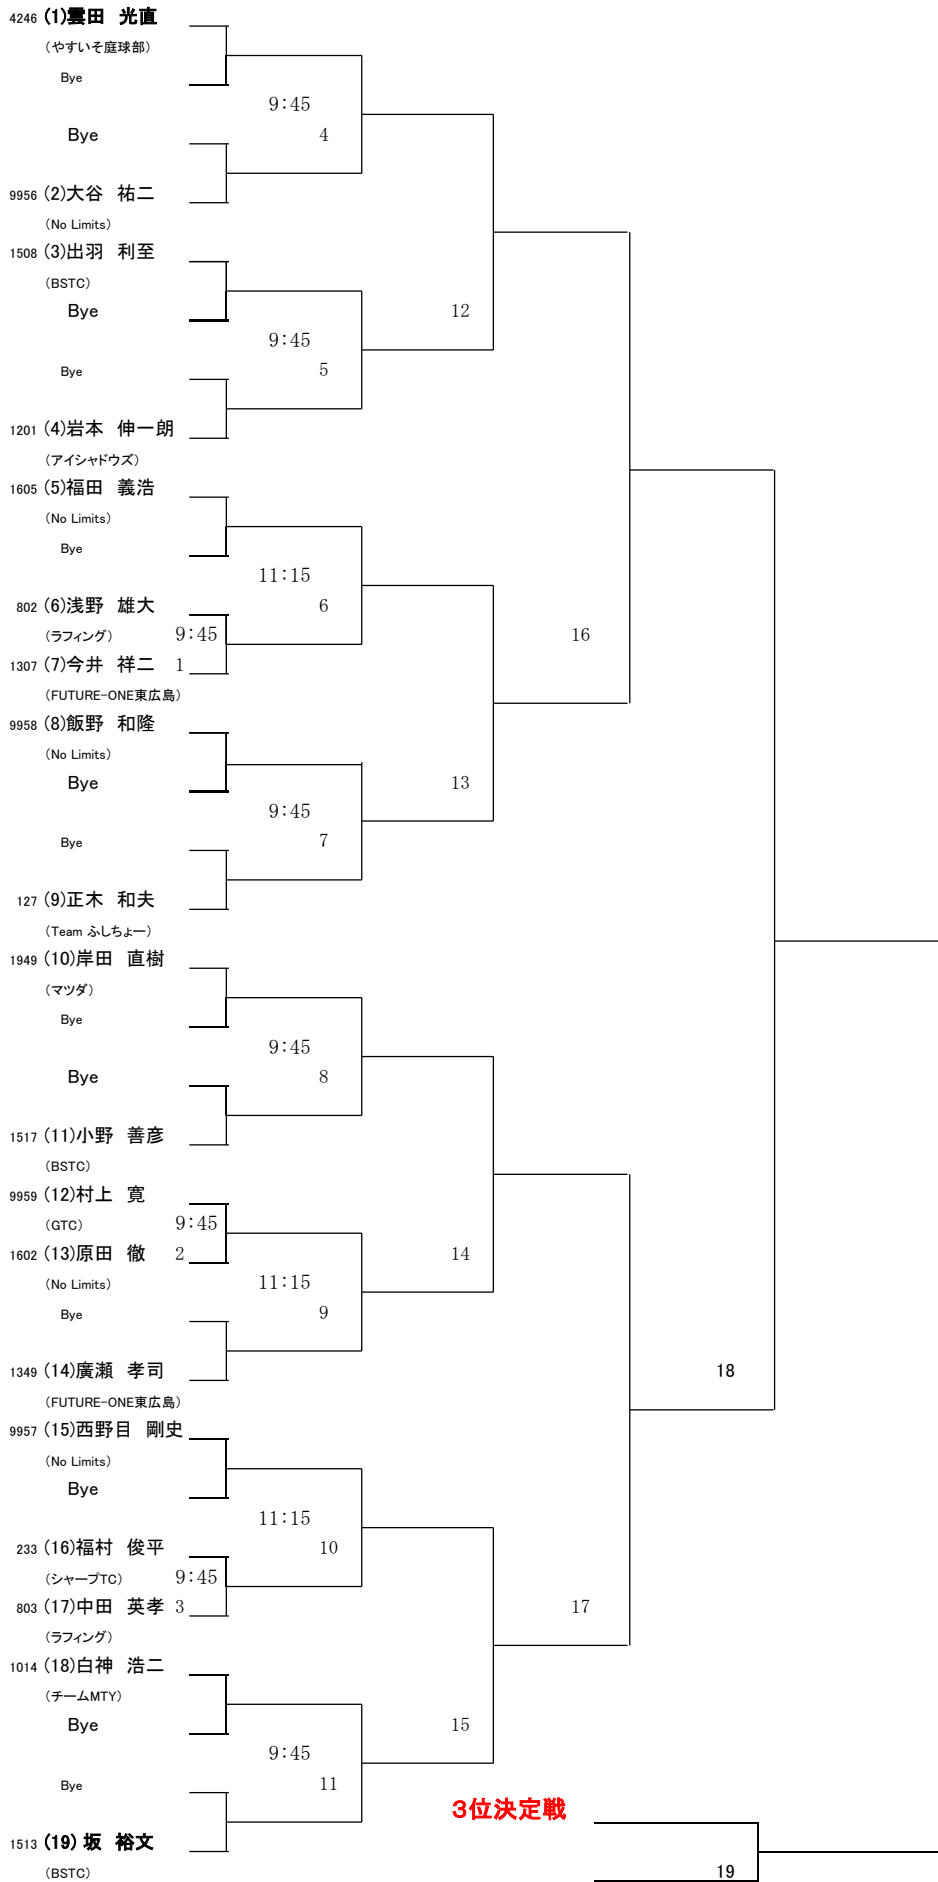 4246 (1)雲田　光直
（やすいそ庭球部）
Bye
9:45
Bye
4
9956 (2)大谷　祐二
（No Limits）
1508 (3)出羽　利至
（BSTC）
Bye
12
9:45
Bye
5
1201 (4)岩本　伸一朗
（アイシャドウズ）
1605 (5)福田　義浩
（No Limits）
Bye
11:15
802 (6)浅野　雄大
6
（ラフィング）
9:45
16
1307 (7)今井　祥二
1
（FUTURE-ONE東広島）
9958 (8)飯野　和隆
（No Limits）
Bye
13
9:45
Bye
7
127 (9)正木　和夫
（Team ふしちょー）
1949 (10)岸田　直樹
（マツダ）
Bye
9:45
Bye
8
1517 (11)小野　善彦
（BSTC）
9959 (12)村上　寛
（GTC）
9:45
1602 (13)原田　徹
2
14
（No Limits）
11:15
Bye
9
1349 (14)廣瀬　孝司
18
（FUTURE-ONE東広島）
9957 (15)西野目　剛史
（No Limits）
Bye
11:15
233 (16)福村　俊平
10
（シャープTC）
9:45
803 (17)中田　英孝
3
17
（ラフィング）
1014 (18)白神　浩二
（チームMTY）
Bye
15
9:45
Bye
11
３位決定戦
1513 (19) 坂　裕文
（BSTC）
19